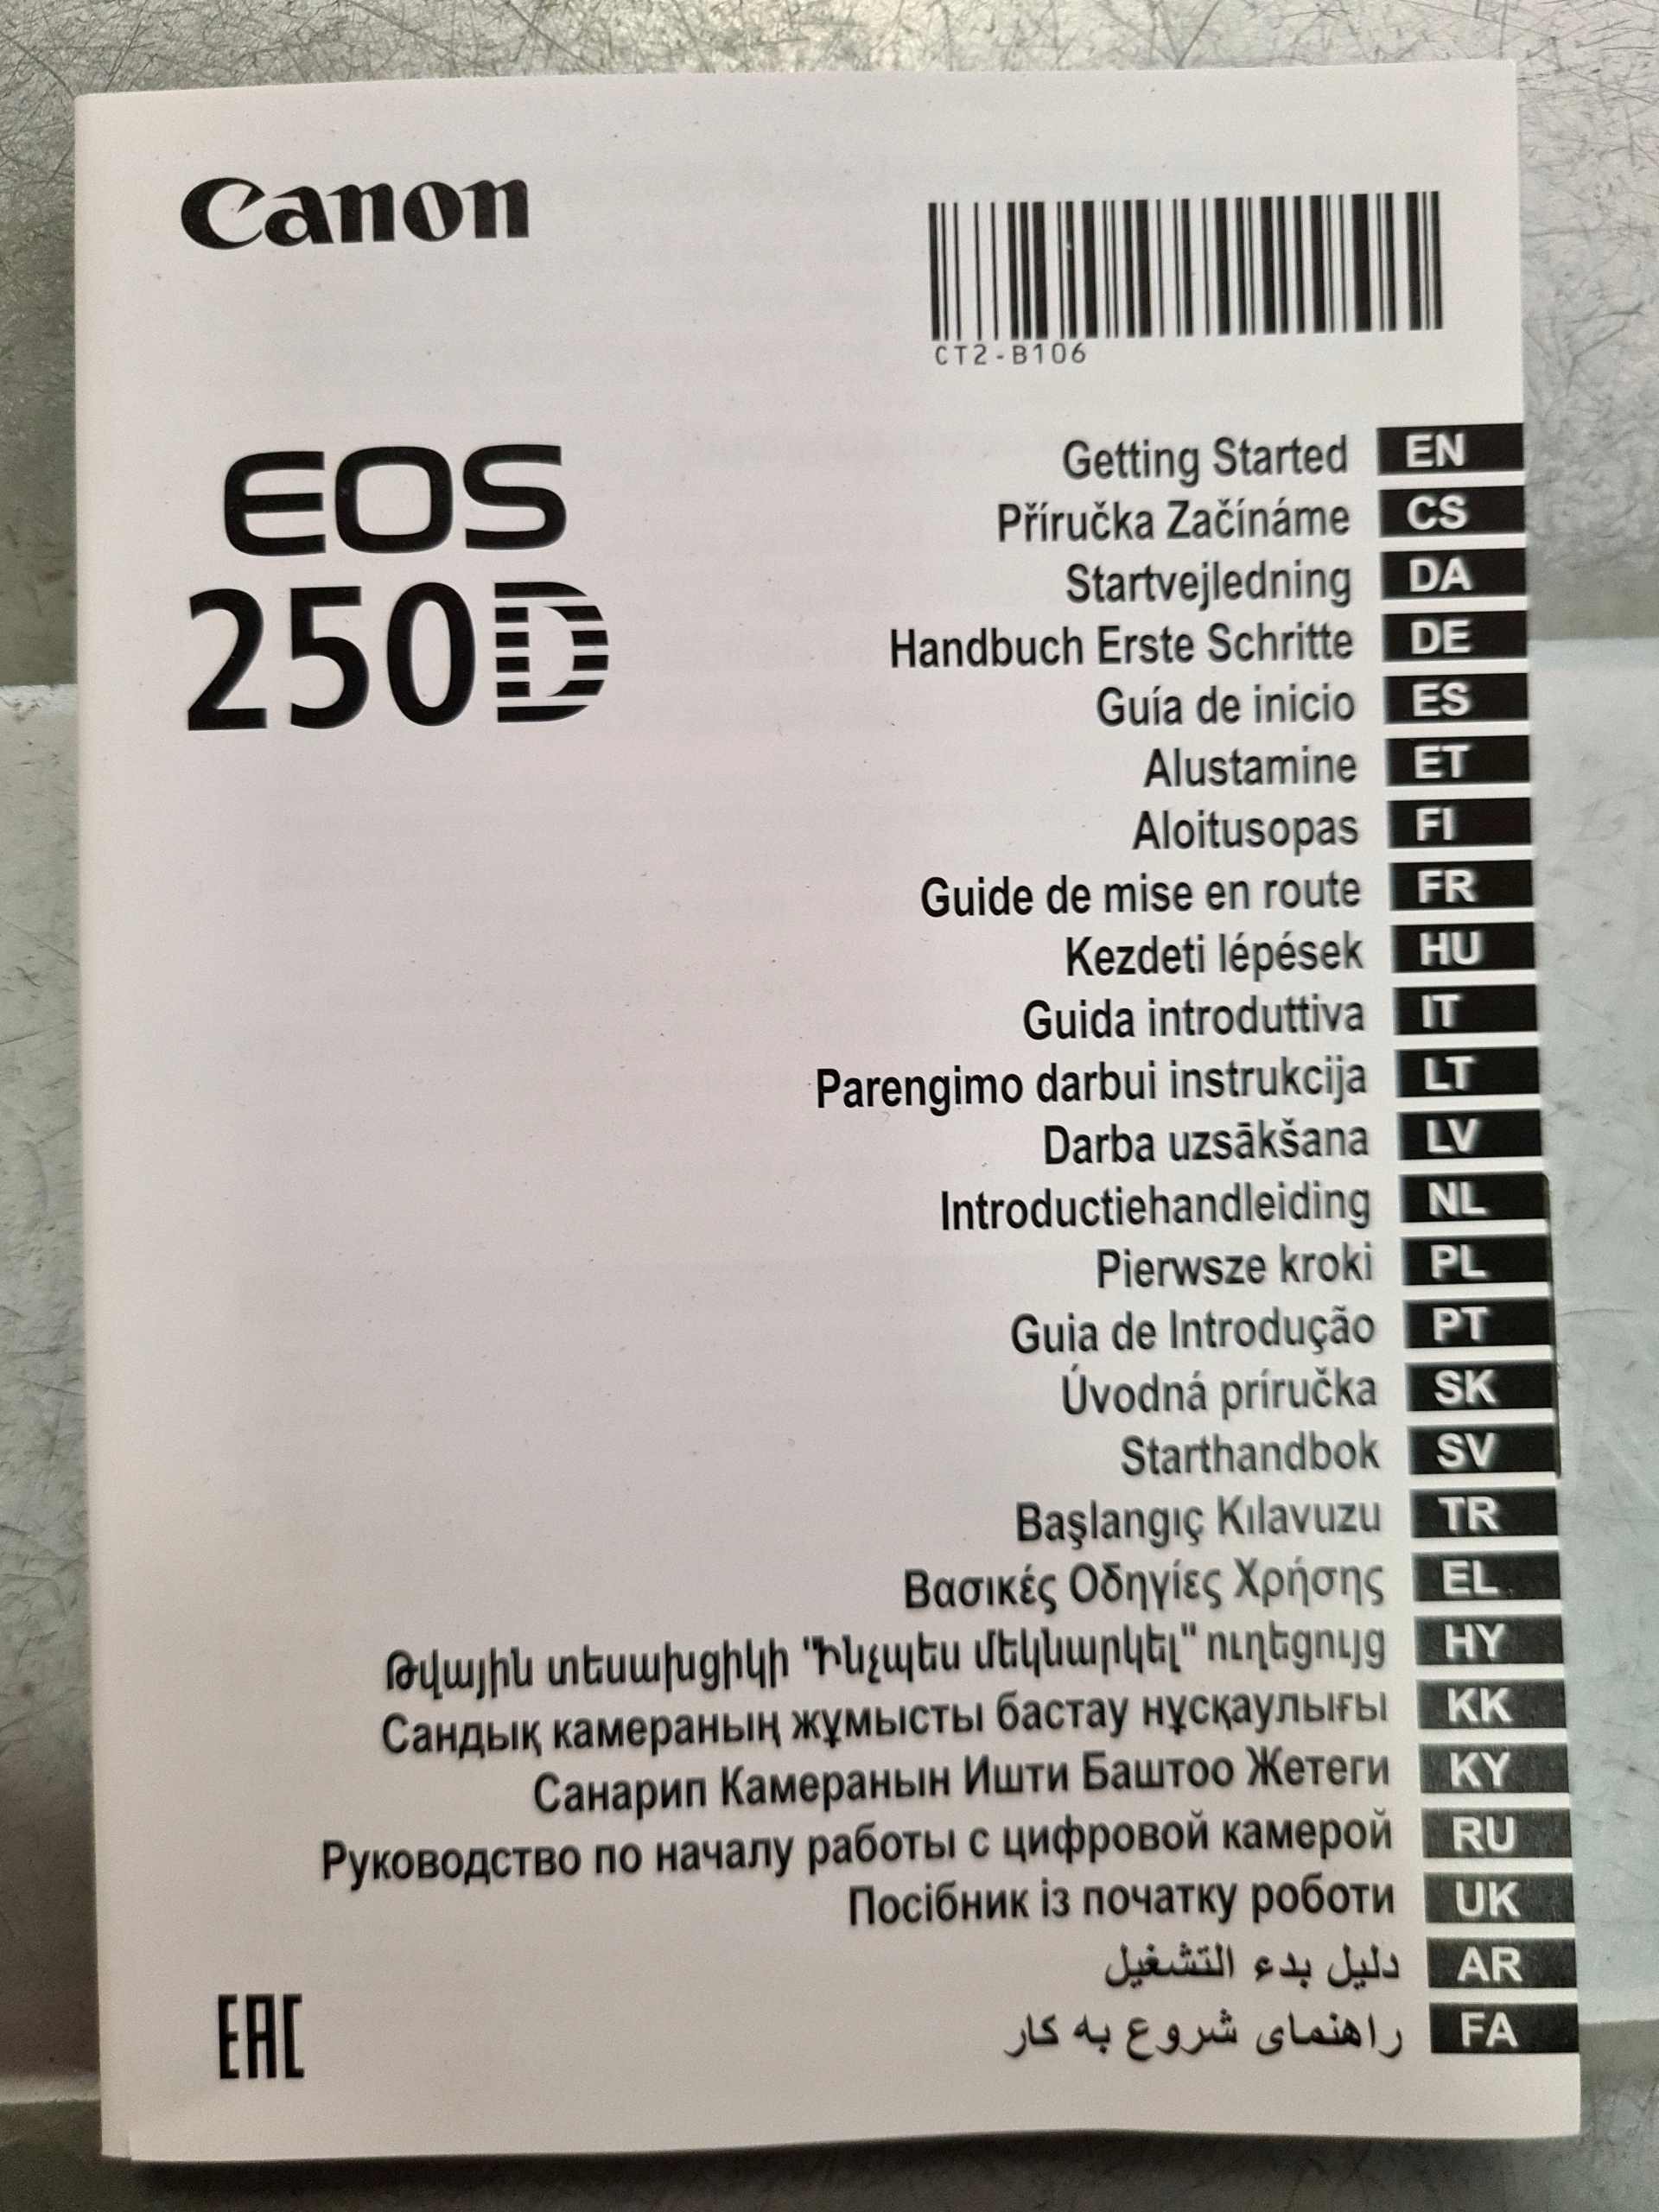 Canon
CT2-B106
EOS
250D
Getting Started EN
Příručka Začínáme CS
Startvejledning DA
Handbuch Erste Schritte DE
Guía de inicio ES
Alustamine ET
Aloitusopas FI
Guide de mise en route FR
Kezdeti lépések HU
Guida introduttiva IT
Parengimo darbui instrukcija LT
Darba uzsākšana LV
Introductiehandleiding NL
Pierwsze kroki PL
Guia de Introdução PT
Úvodná príručka SK
Starthandbok SV
Başlangıç Kılavuzu TR
Βασικές Οδηγίες Χρήσης EL
Թվային տեսախցիկի "Ինչպես մեկնարկել" ուղեցույց HY
Сандық камераның жұмысты бастау нұсқаулығы KK
Санарип Камеранын Ишти Баштоо Жетеги KY
Руководство по началу работы с цифровой камерой RU
Посібник із початку роботи UK
دليل بدء التشغيل AR
راهنمای شروع به کار FA
EAC